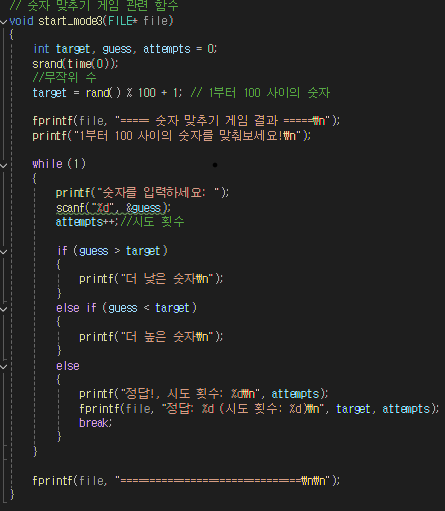 // 숫자 맞추기 게임 관련 함수
void start_mode3(FILE* file)
{
int target, guess, attempts = 0;
srand(time(0));
//무작위 수
target = rand() % 100 + 1; // 1부터 100 사이의 숫자
fprintf(file, "===== 숫자 맞추기 게임 결과 =====₩n");
printf("1부터 100 사이의 숫자를 맞춰보세요!₩n");
while (1)
{
printf("숫자를 입력하세요: ");
scanf("%d", &guess);
attempts++;//시도 횟수
if (guess > target)
{
printf("더 낮은 숫자₩n");
}
else if (guess < target)
{
printf("더 높은 숫자₩n");
}
else
{
printf("정답!, 시도 횟수: %d₩n", attempts);
fprintf(file, "정답: %d (시도 횟수: %d)₩n", target, attempts);
break;
}
}
fprintf(file, "==============================₩n₩n");
}